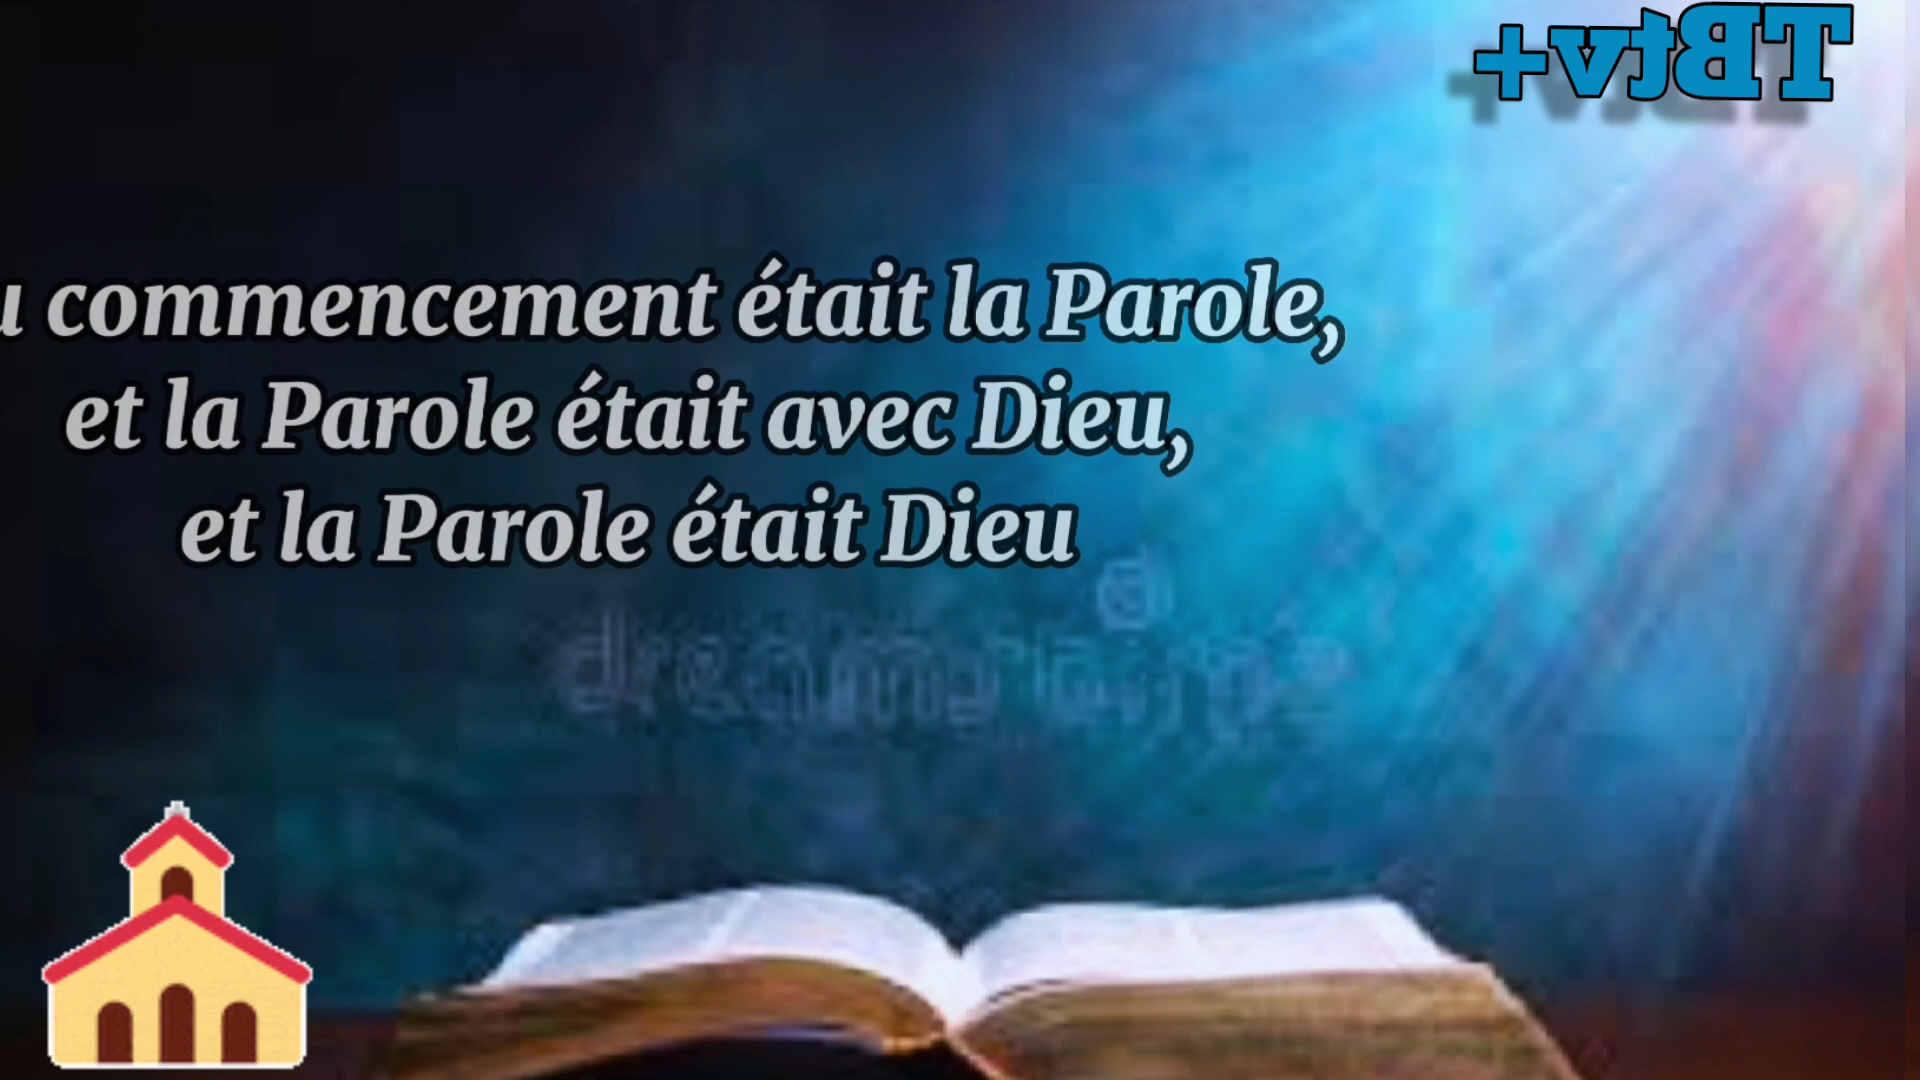 TBtv+
u commencement était la Parole,
et la Parole était avec Dieu,
et la Parole était Dieu
dreamstime